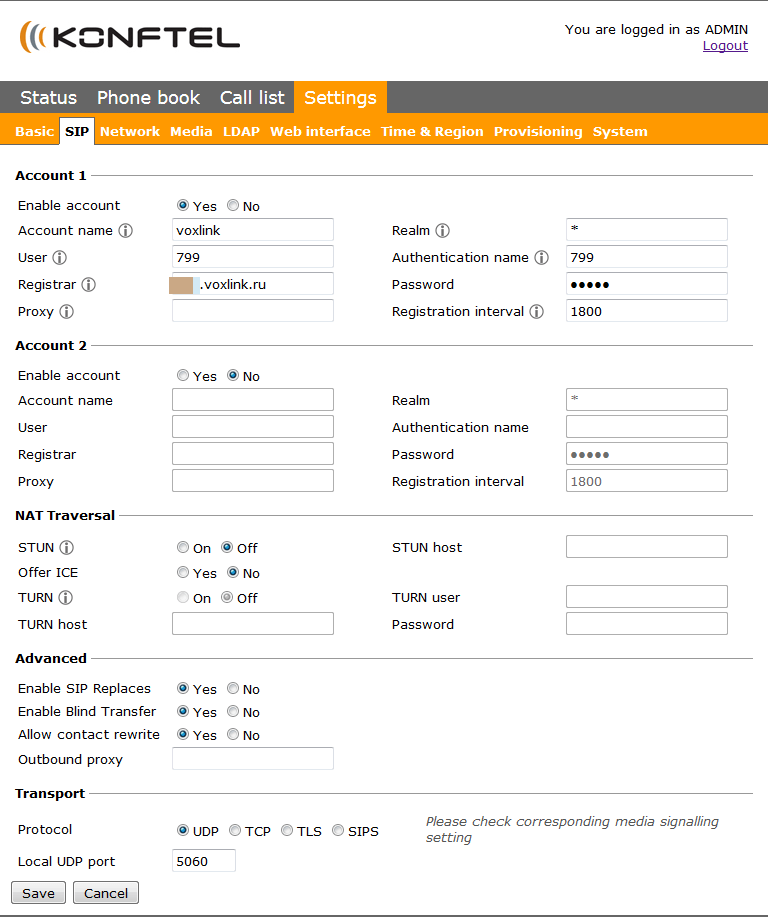 KONFTEL
You are logged in as ADMIN
Logout
Status Phone book Call list Settings
Basic SIP Network Media LDAP Web interface Time & Region Provisioning System
Account 1
Enable account Yes No
Account name voxlink Realm *
User 799 Authentication name 799
Registrar .voxlink.ru Password •••••
Proxy Registration interval 1800
Account 2
Enable account Yes No
Account name Realm *
User Authentication name
Registrar Password •••••
Proxy Registration interval 1800
NAT Traversal
STUN On Off STUN host
Offer ICE Yes No
TURN On Off TURN user
TURN host Password
Advanced
Enable SIP Replaces Yes No
Enable Blind Transfer Yes No
Allow contact rewrite Yes No
Outbound proxy
Transport
Protocol UDP TCP TLS SIPS Please check corresponding media signalling
setting
Local UDP port 5060
Save Cancel